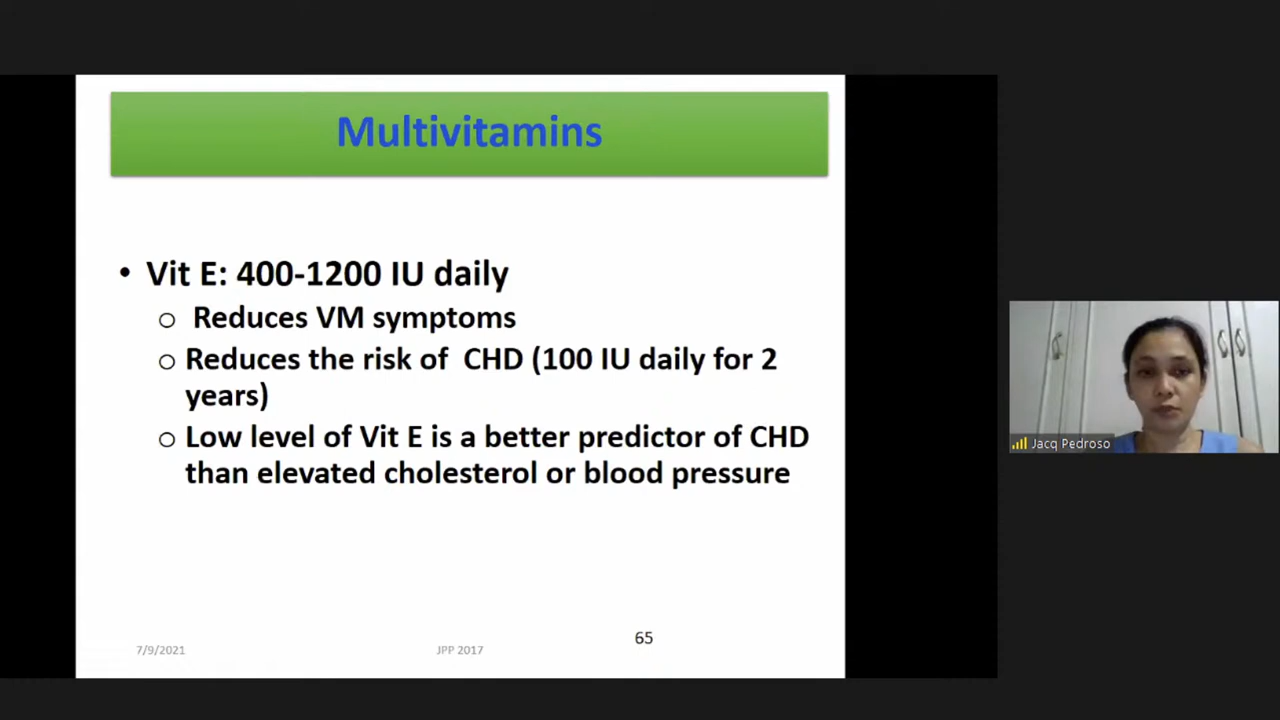 Multivitamins
• Vit E: 400-1200 IU daily
o Reduces VM symptoms
o Reduces the risk of CHD (100 IU daily for 2
years)
o Low level of Vit E is a better predictor of CHD
than elevated cholesterol or blood pressure
7/9/2021
JPP 2017
65
Jacq Pedroso